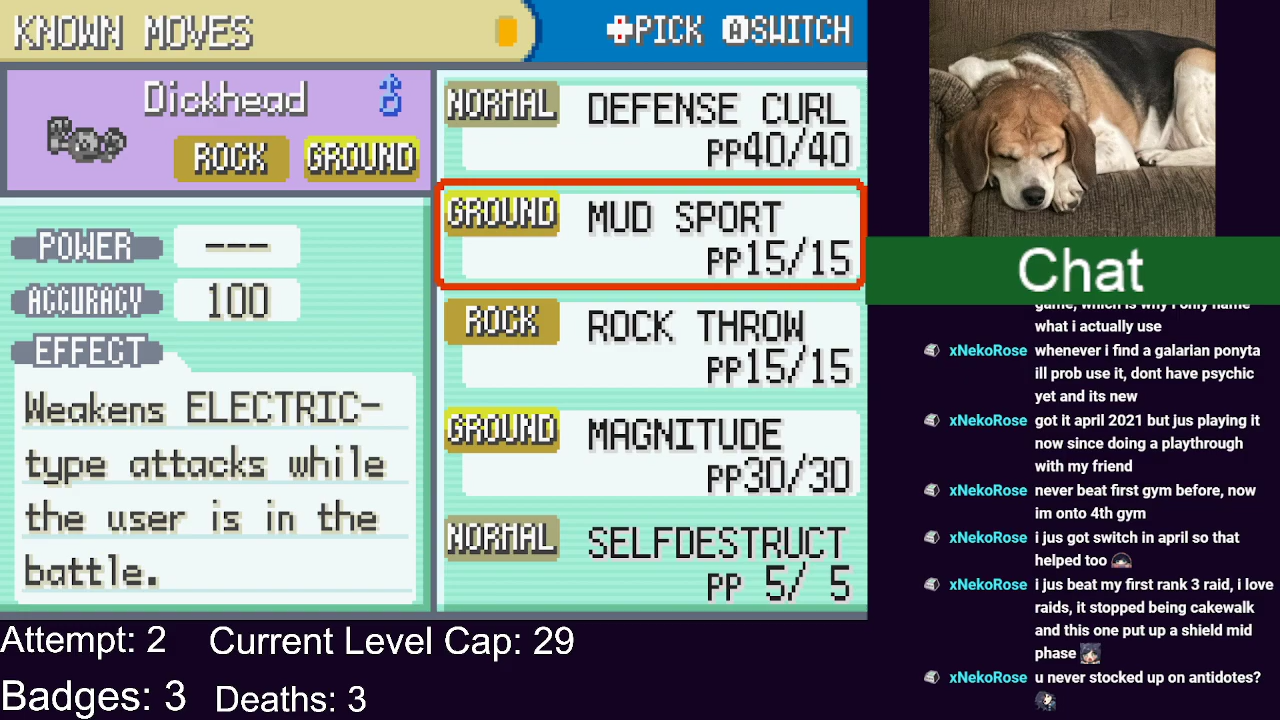 KNOWN MOVES
PICK SWITCH
Dickhead
ROCK GROUND
POWER ---
ACCURACY 100
EFFECT
Weakens ELECTRIC-
type attacks while
the user is in the
battle.
NORMAL DEFENSE CURL
PP40/40
GROUND MUD SPORT
PP15/15
ROCK ROCK THROW
PP15/15
GROUND MAGNITUDE
PP30/30
NORMAL SELFDESTRUCT
PP 5/ 5
Attempt: 2 Current Level Cap: 29
Badges: 3 Deaths: 3
Chat
game, which is why i only name
what i actually use
xNekoRose whenever i find a galarian ponyta
ill prob use it, dont have psychic
yet and its new
xNekoRose got it april 2021 but jus playing it
now since doing a playthrough
with my friend
xNekoRose never beat first gym before, now
im onto 4th gym
xNekoRose i jus got switch in april so that
helped too
xNekoRose i jus beat my first rank 3 raid, i love
raids, it stopped being cakewalk
and this one put up a shield mid
phase
xNekoRose u never stocked up on antidotes?